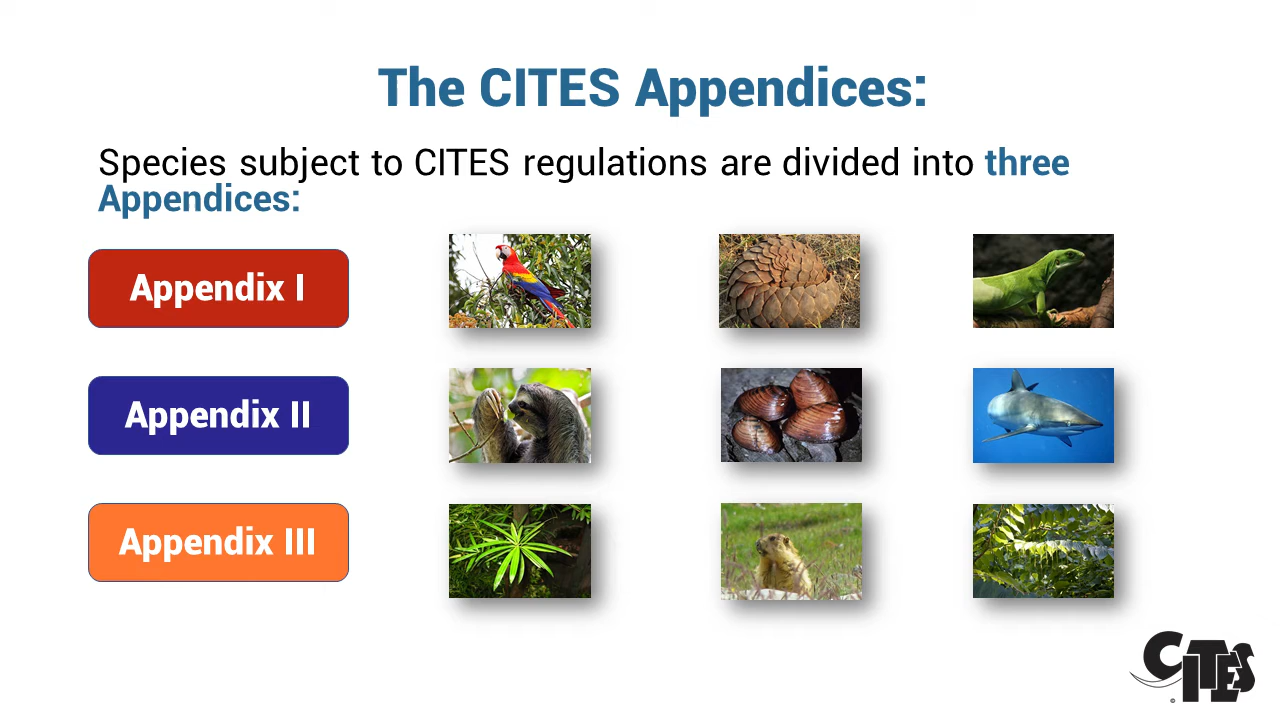 The CITES Appendices:
Species subject to CITES regulations are divided into three
Appendices:
Appendix I
Appendix II
Appendix III
CITES
©